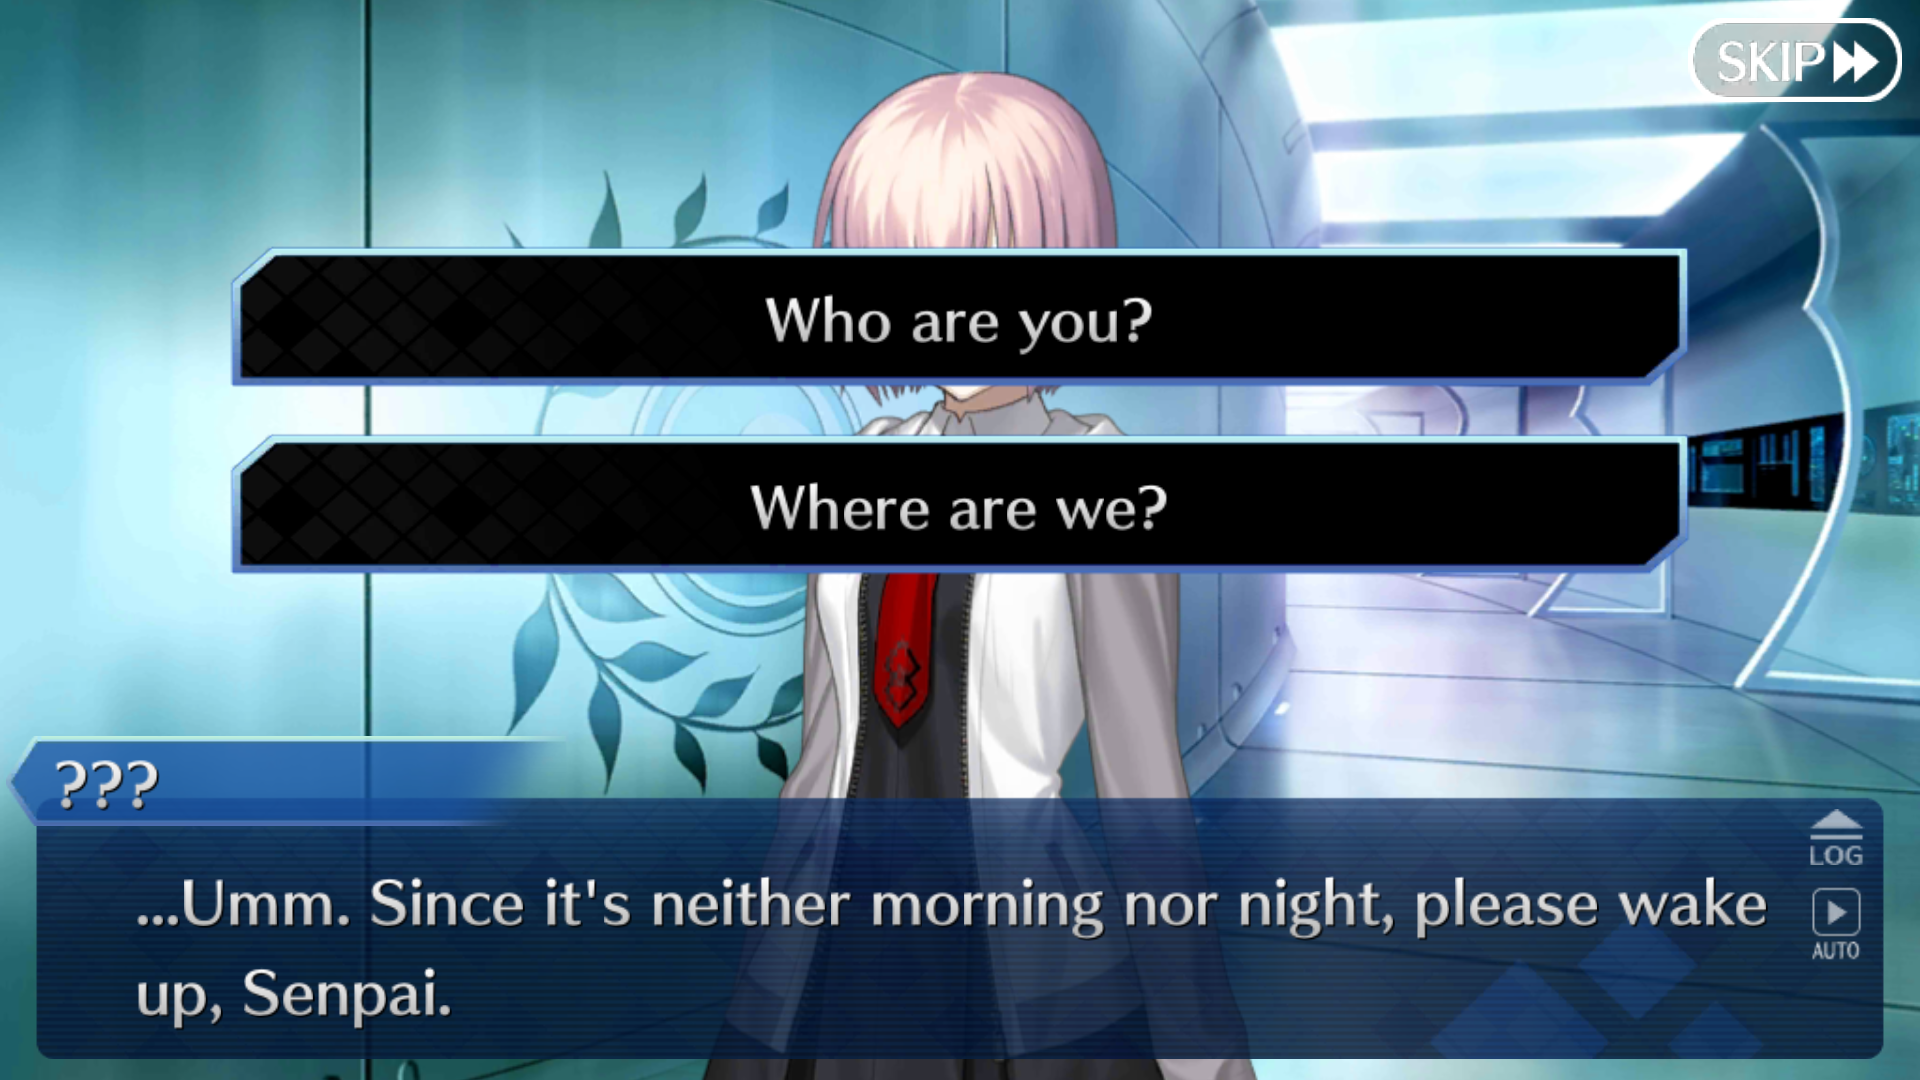 SKIP
Who are you?
Where are we?
???
LOG
...Umm. Since it's neither morning nor night, please wake
up, Senpai.
AUTO